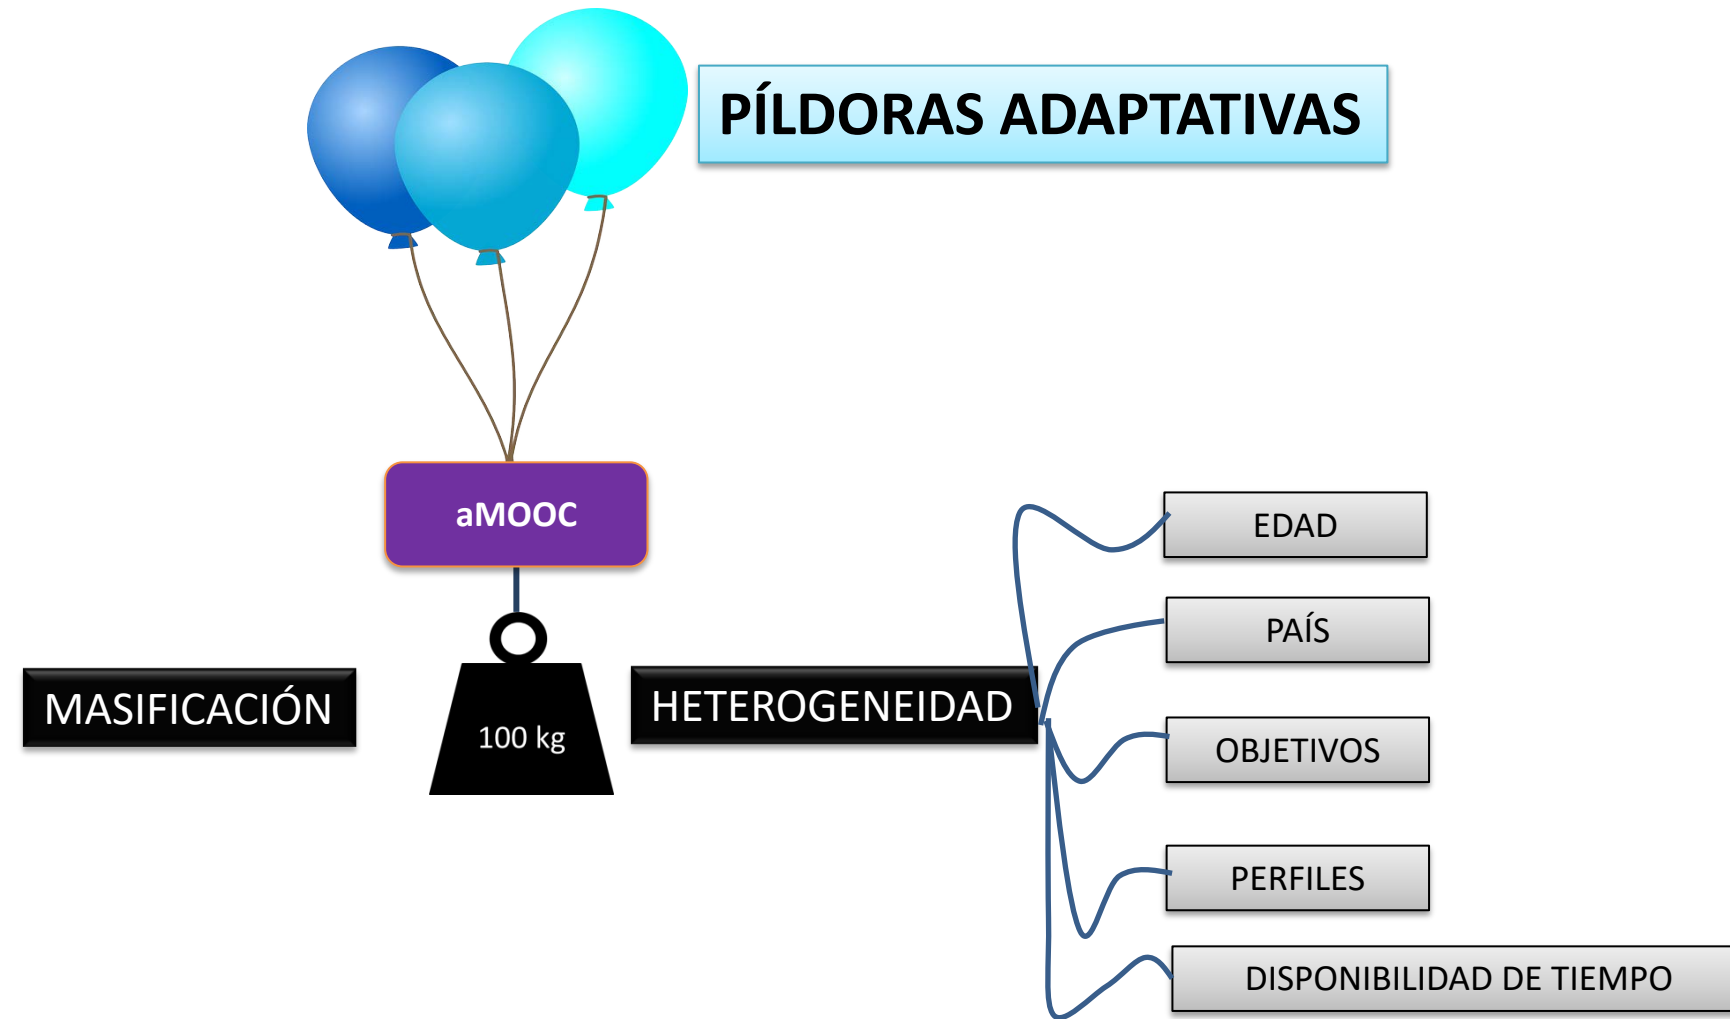 PÍLDORAS ADAPTATIVAS
aMOOC
MASIFICACIÓN
100 kg
HETEROGENEIDAD
EDAD
PAÍS
OBJETIVOS
PERFILES
DISPONIBILIDAD DE TIEMPO